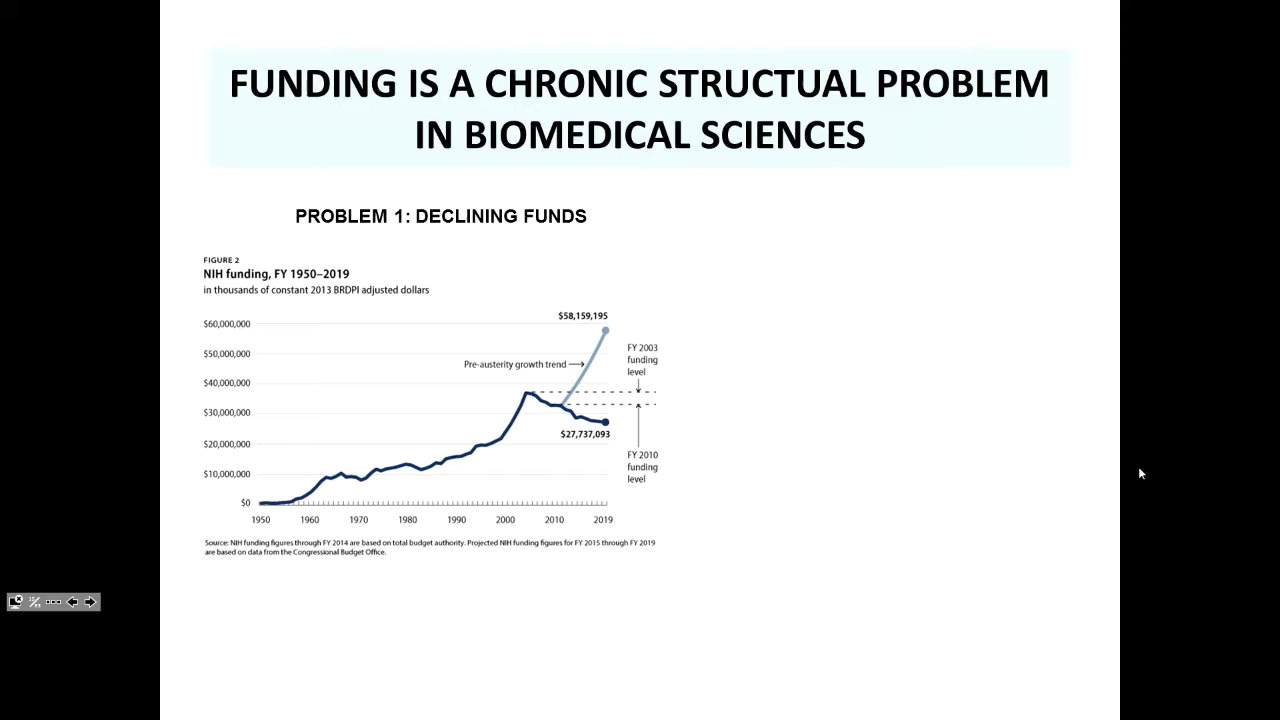 FUNDING IS A CHRONIC STRUCTUAL PROBLEM
IN BIOMEDICAL SCIENCES
PROBLEM 1: DECLINING FUNDS
FIGURE 2
NIH funding, FY 1950–2019
in thousands of constant 2013 BRDPI adjusted dollars
$58,159,195
$60,000,000
$50,000,000
$40,000,000
$30,000,000
$20,000,000
$10,000,000
$0
Pre-austerity growth trend
FY 2003
funding
level
$27,737,093
FY 2010
funding
level
1950 1960 1970 1980 1990 2000 2010 2019
Source: NIH funding figures through FY 2014 are based on total budget authority. Projected NIH funding figures for FY 2015 through FY 2019
are based on data from the Congressional Budget Office.